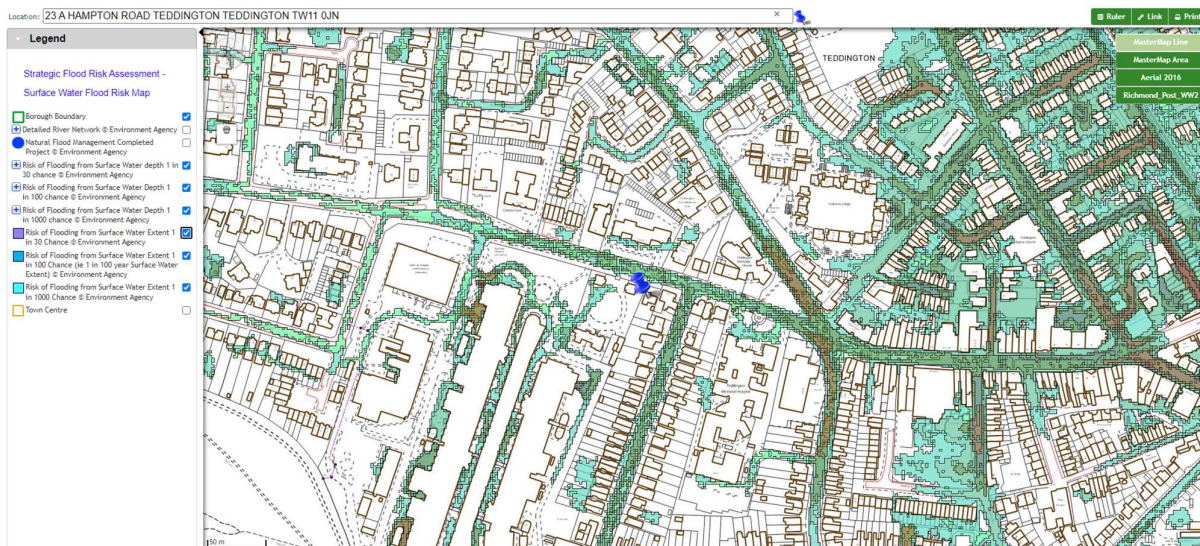 Location: 23 A HAMPTON ROAD TEDDINGTON TEDDINGTON TW11 0JN
Ruler
Link
Print
Legend
Strategic Flood Risk Assessment -
Surface Water Flood Risk Map
Borough Boundary
Detailed River Network © Environment Agency
Natural Flood Management Completed
Project © Environment Agency
Risk of Flooding from Surface Water depth 1 in
30 chance © Environment Agency
Risk of Flooding from Surface Water Depth 1
in 100 chance © Environment Agency
Risk of Flooding from Surface Water Depth 1
in 1000 chance © Environment Agency
Risk of Flooding from Surface Water Extent 1
in 30 Chance © Environment Agency
Risk of Flooding from Surface Water Extent 1
in 100 Chance (ie 1 in 100 year Surface Water
Extent) © Environment Agency
Risk of Flooding from Surface Water Extent 1
in 1000 Chance © Environment Agency
Town Centre
MasterMap Line
MasterMap Area
Aerial 2016
Richmond_Post_WW2
TEDDINGTON
Teddington
Memorial Hospital
50 m